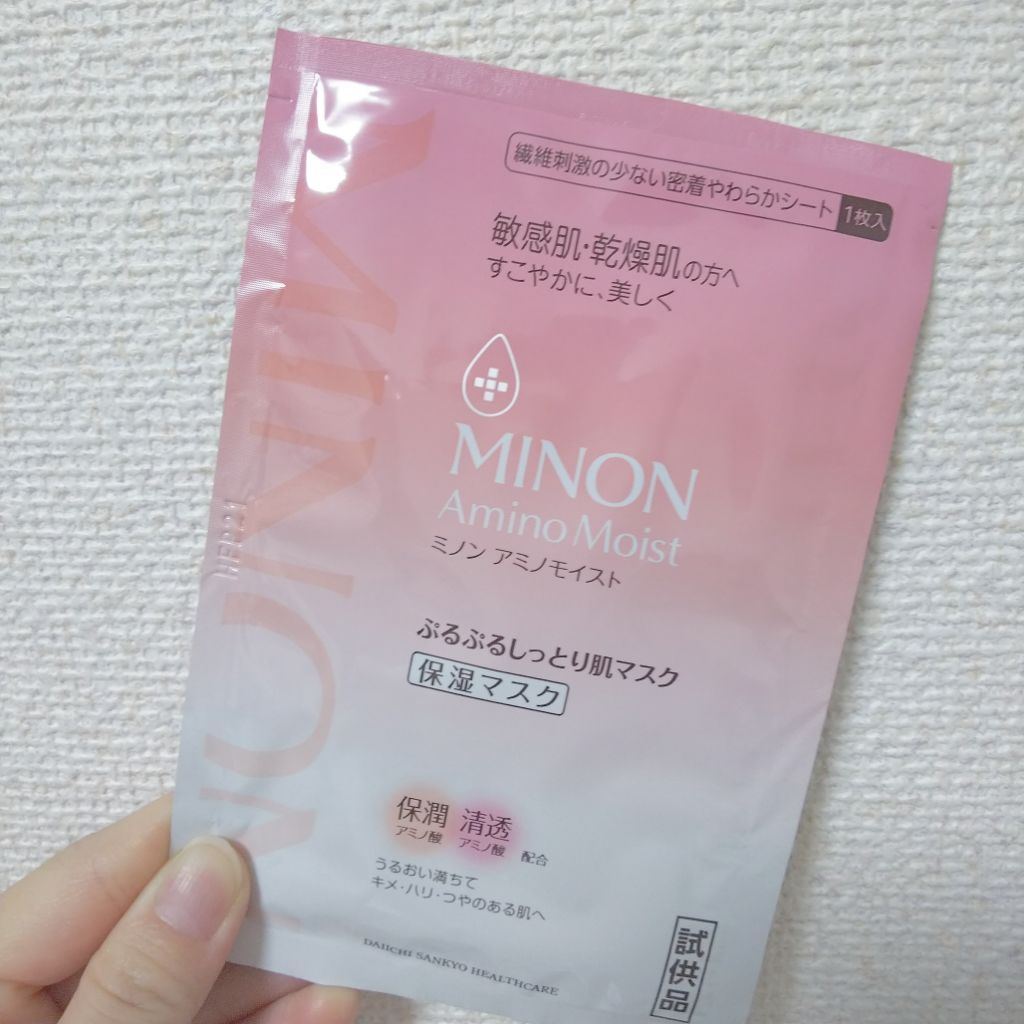 繊維刺激の少ない密着やわらかシート 1枚入
敏感肌・乾燥肌の方へ
すこやかに、美しく
MINON
Amino Moist
ミノン アミノモイスト
ぷるぷるしっとり肌マスク
保湿マスク
保潤 清透
アミノ酸 アミノ酸 配合
うるおい満ちて
キメ・ハリ・つやのある肌へ
DAIICHI SANKYO HEALTHCARE
試供品
MINON